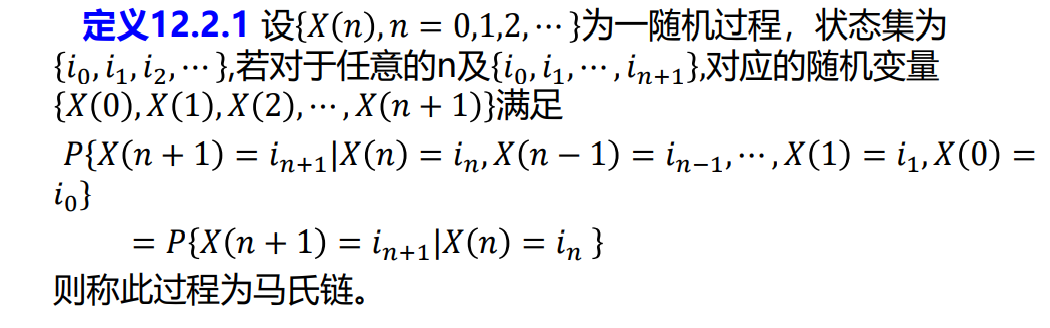 定义12.2.1 设{X(n), n = 0,1,2, ⋯ }为一随机过程，状态集为
{i₀, i₁, i₂, ⋯ },若对于任意的n及{i₀, i₁, ⋯ , iₙ₊₁},对应的随机变量
{X(0), X(1), X(2), ⋯ , X(n + 1)}满足
P{X(n + 1) = iₙ₊₁|X(n) = iₙ, X(n − 1) = iₙ₋₁, ⋯ , X(1) = i₁, X(0) =
i₀}
= P{X(n + 1) = iₙ₊₁|X(n) = iₙ }
则称此过程为马氏链。